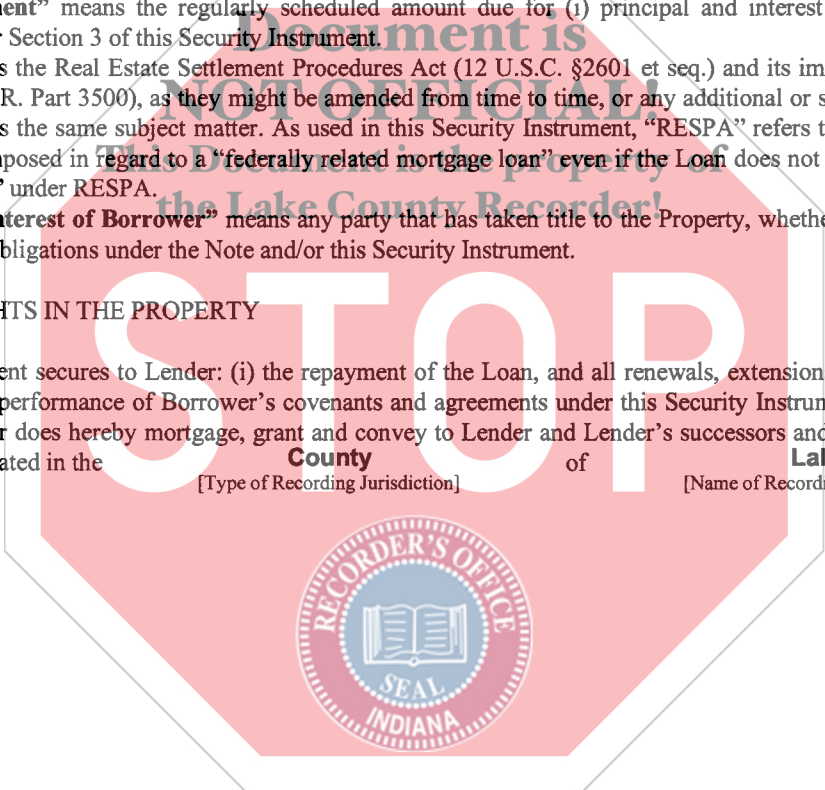 ent” means the regularly scheduled amount due for (i) principal and interest
Document is
Section 3 of this Security Instrument.
s the Real Estate Settlement Procedures Act (12 U.S.C. §2601 et seq.) and its im
NOT OFFICIAL!
R. Part 3500), as they might be amended from time to time, or any additional or s
s the same subject matter. As used in this Security Instrument, “RESPA” refers t
This Document is the property of
posed in regard to a “federally related mortgage loan” even if the Loan does not
” under RESPA.
the Lake County Recorder!
terest of Borrower” means any party that has taken title to the Property, whethe
bligations under the Note and/or this Security Instrument.
HTS IN THE PROPERTY
STOP
ent secures to Lender: (i) the repayment of the Loan, and all renewals, extension
performance of Borrower’s covenants and agreements under this Security Instrum
r does hereby mortgage, grant and convey to Lender and Lender’s successors and
ated in the County of Lal
[Type of Recording Jurisdiction] [Name of Recordi
RECORDER'S OFFICE
SEAL
INDIANA